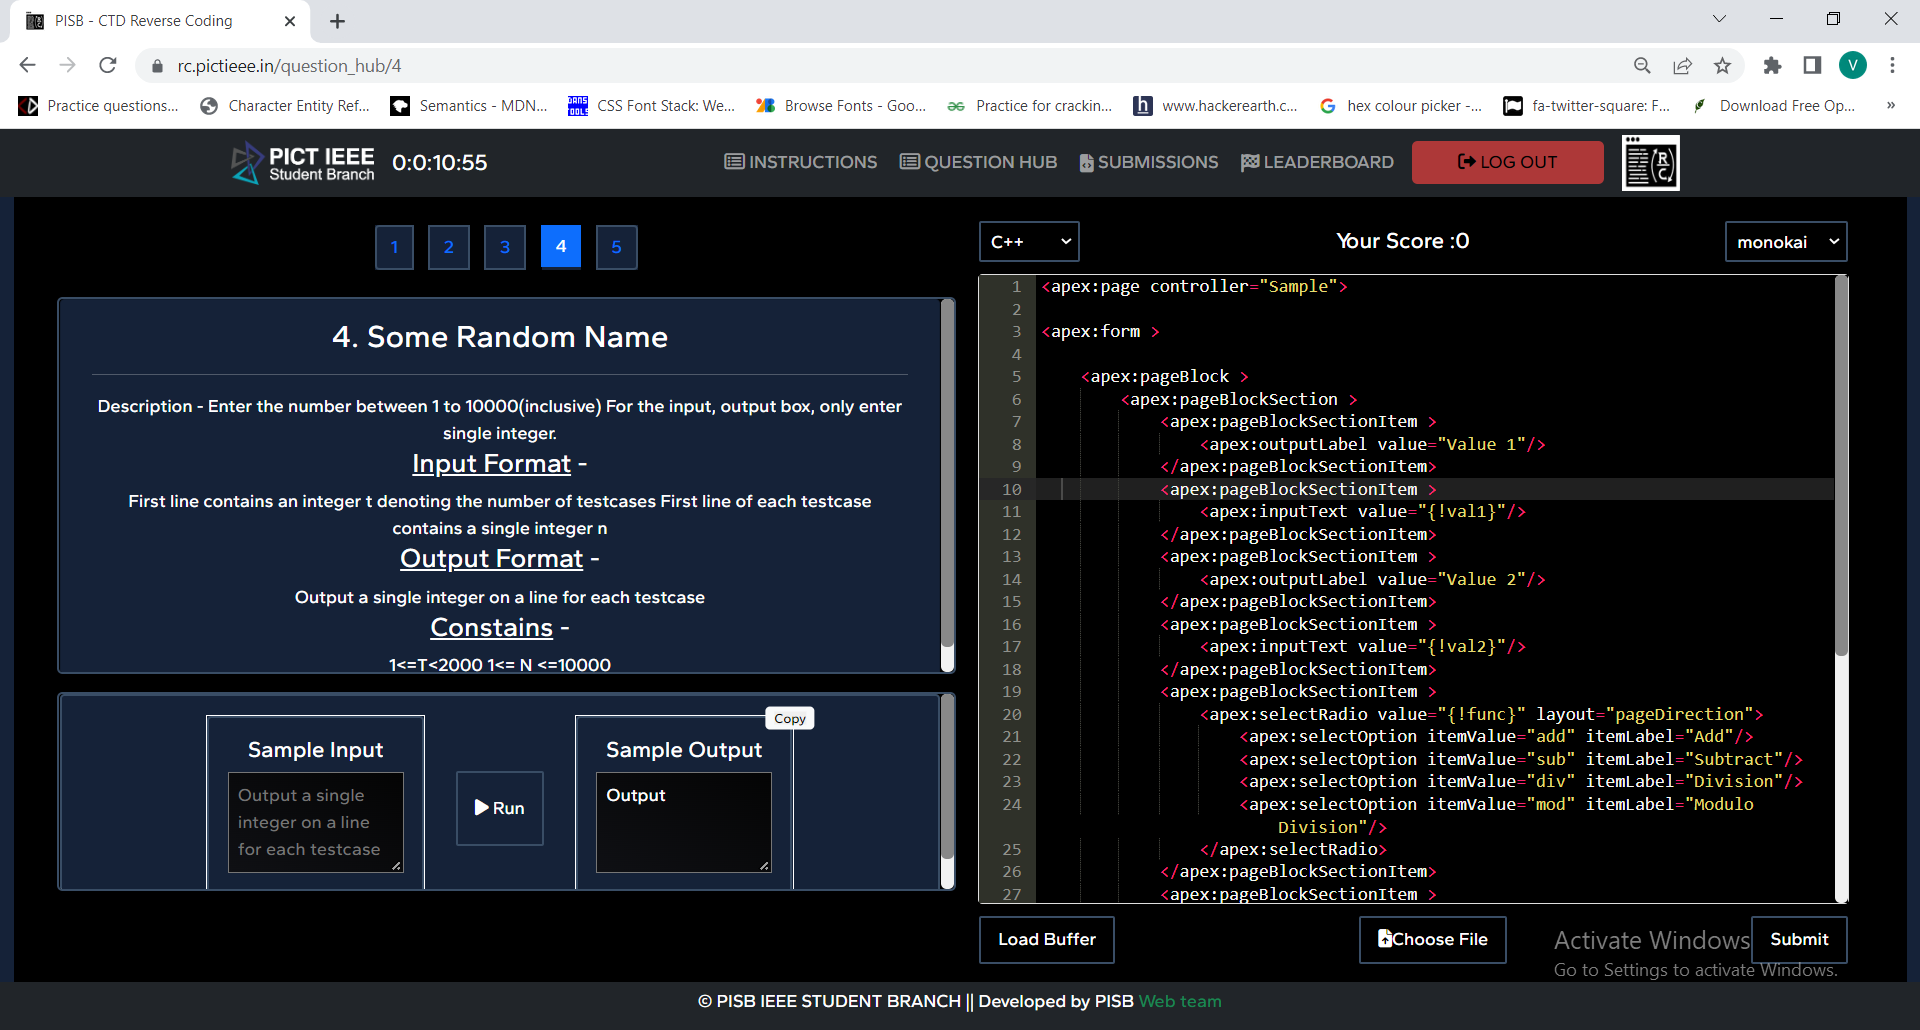 PISB - CTD Reverse Coding
rc.pictieee.in/question_hub/4
V
Practice questions...
Character Entity Ref...
Semantics - MDN...
CSS Font Stack: We...
Browse Fonts - Goo...
Practice for crackin...
www.hackerearth.c...
hex colour picker -...
fa-twitter-square: F...
Download Free Op...
»
PICT IEEE
Student Branch
0:0:10:55
INSTRUCTIONS
QUESTION HUB
SUBMISSIONS
LEADERBOARD
LOG OUT
1
2
3
4
5
C++
Your Score :0
monokai
4. Some Random Name
Description - Enter the number between 1 to 10000(inclusive) For the input, output box, only enter
single integer.
Input Format -
First line contains an integer t denoting the number of testcases First line of each testcase
contains a single integer n
Output Format -
Output a single integer on a line for each testcase
Constains -
1<=T<2000 1<= N <=10000
Sample Input
Output a single
integer on a line
for each testcase
Run
Copy
Sample Output
Output
1 <apex:page controller="Sample">
2
3 <apex:form >
4
5 <apex:pageBlock >
6 <apex:pageBlockSection >
7 <apex:pageBlockSectionItem >
8 <apex:outputLabel value="Value 1"/>
9 </apex:pageBlockSectionItem>
10 <apex:pageBlockSectionItem >
11 <apex:inputText value="{!val1}"/>
12 </apex:pageBlockSectionItem>
13 <apex:pageBlockSectionItem >
14 <apex:outputLabel value="Value 2"/>
15 </apex:pageBlockSectionItem>
16 <apex:pageBlockSectionItem >
17 <apex:inputText value="{!val2}"/>
18 </apex:pageBlockSectionItem>
19 <apex:pageBlockSectionItem >
20 <apex:selectRadio value="{!func}" layout="pageDirection">
21 <apex:selectOption itemValue="add" itemLabel="Add"/>
22 <apex:selectOption itemValue="sub" itemLabel="Subtract"/>
23 <apex:selectOption itemValue="div" itemLabel="Division"/>
24 <apex:selectOption itemValue="mod" itemLabel="Modulo
Division"/>
25 </apex:selectRadio>
26 </apex:pageBlockSectionItem>
27 <apex:pageBlockSectionItem >
Load Buffer
Choose File
Submit
Activate Windows
Go to Settings to activate Windows.
© PISB IEEE STUDENT BRANCH || Developed by PISB Web team